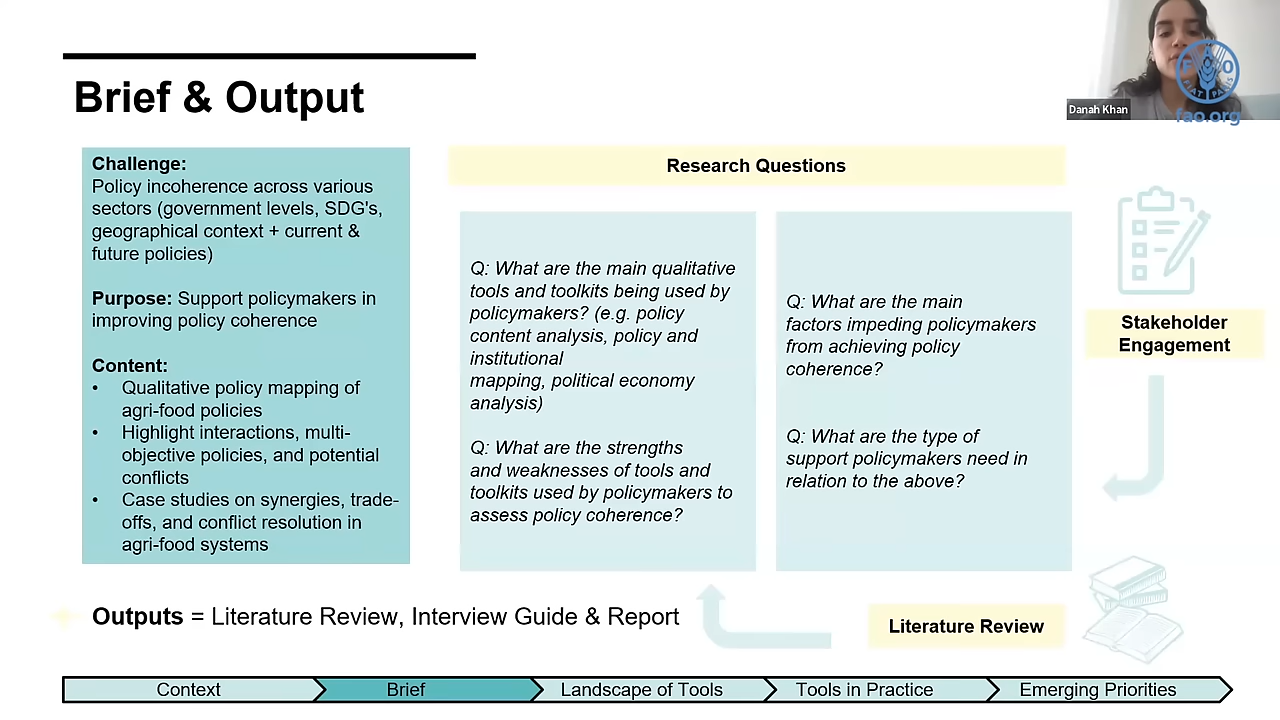 Brief & Output
Danah Khan
F A O
FIAT PANIS
fao.org
Challenge:
Policy incoherence across various
sectors (government levels, SDG's,
geographical context + current &
future policies)
Purpose: Support policymakers in
improving policy coherence
Content:
• Qualitative policy mapping of
agri-food policies
• Highlight interactions, multi-
objective policies, and potential
conflicts
• Case studies on synergies, trade-
offs, and conflict resolution in
agri-food systems
Research Questions
Q: What are the main qualitative
tools and toolkits being used by
policymakers? (e.g. policy
content analysis, policy and
institutional
mapping, political economy
analysis)
Q: What are the strengths
and weaknesses of tools and
toolkits used by policymakers to
assess policy coherence?
Q: What are the main
factors impeding policymakers
from achieving policy
coherence?
Q: What are the type of
support policymakers need in
relation to the above?
Stakeholder
Engagement
Outputs = Literature Review, Interview Guide & Report
Literature Review
Context
Brief
Landscape of Tools
Tools in Practice
Emerging Priorities